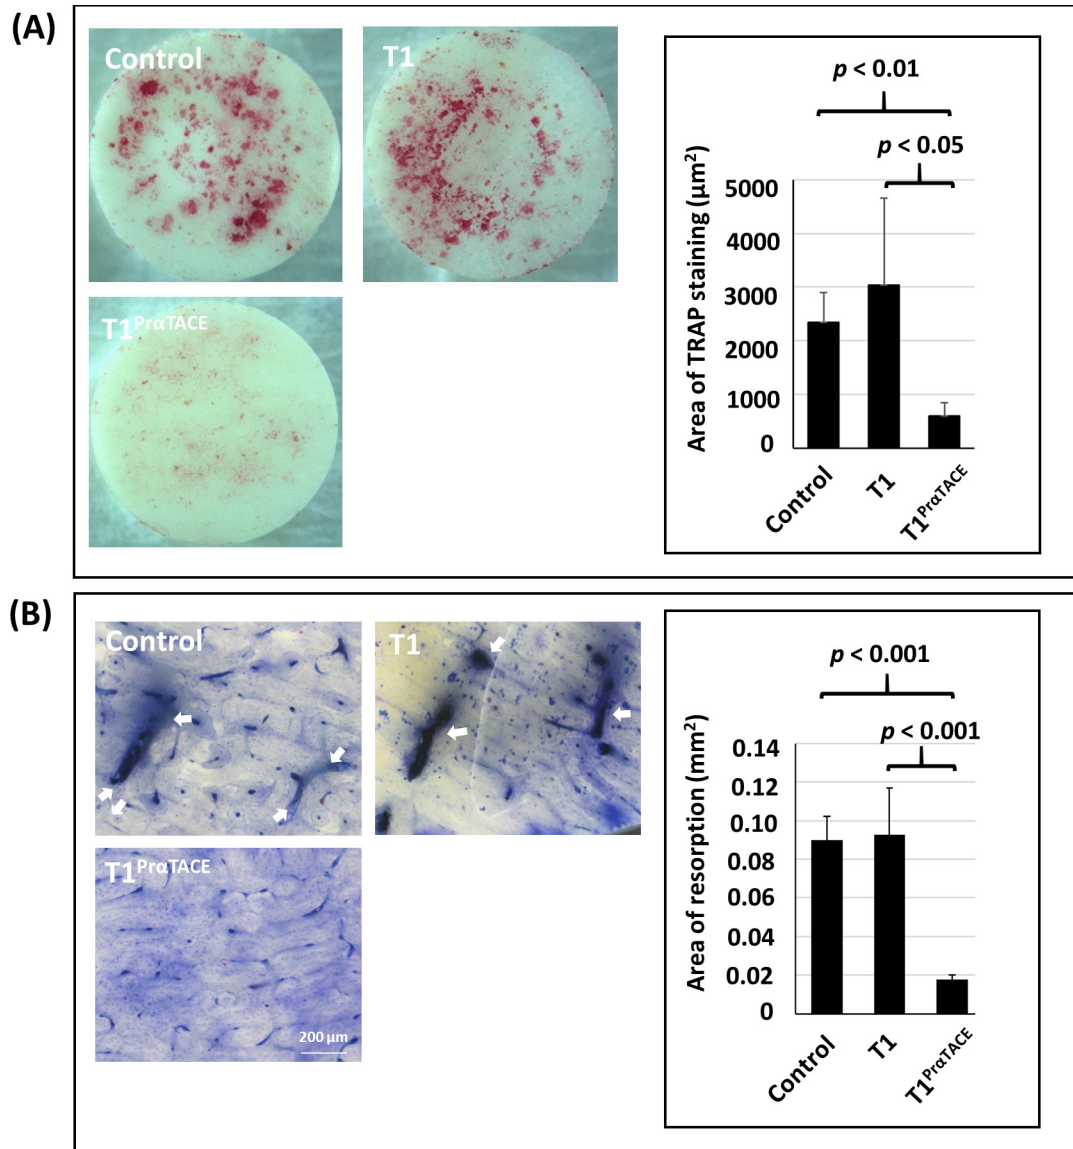 (A)
Control
T1
T1PrαTACE
p < 0.01
p < 0.05
Area of TRAP staining (µm2)
5000
4000
3000
2000
1000
0
Control
T1
T1PrαTACE
(B)
Control
T1
T1PrαTACE
200 µm
p < 0.001
p < 0.001
Area of resorption (mm2)
0.14
0.12
0.10
0.08
0.06
0.04
0.02
0
Control
T1
T1PrαTACE